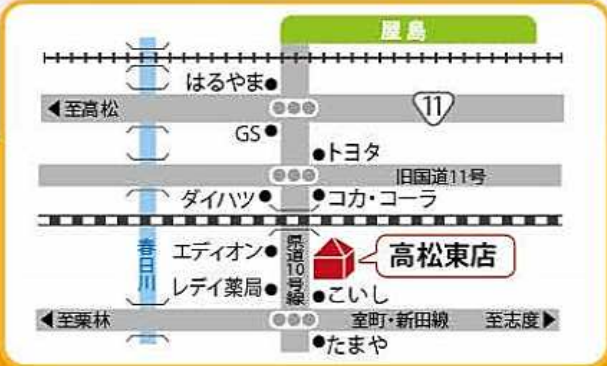 屋島
はるやま
◀至高松
11
GS
トヨタ
旧国道11号
ダイハツ
コカ・コーラ
春日川
エディオン
県道10号線
高松東店
レデイ薬局
こいし
◀至栗林
室町・新田線
至志度▶
たまや